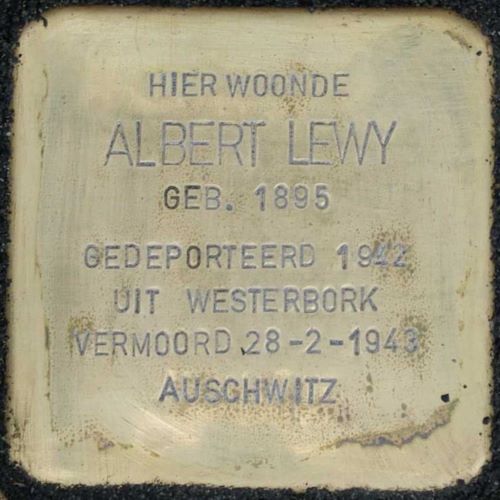 HIER WOONDE
ALBERT LEWY
GEB. 1895
GEDEPORTEERD 1942
UIT WESTERBORK
VERMOORD 28-2-1943
AUSCHWITZ